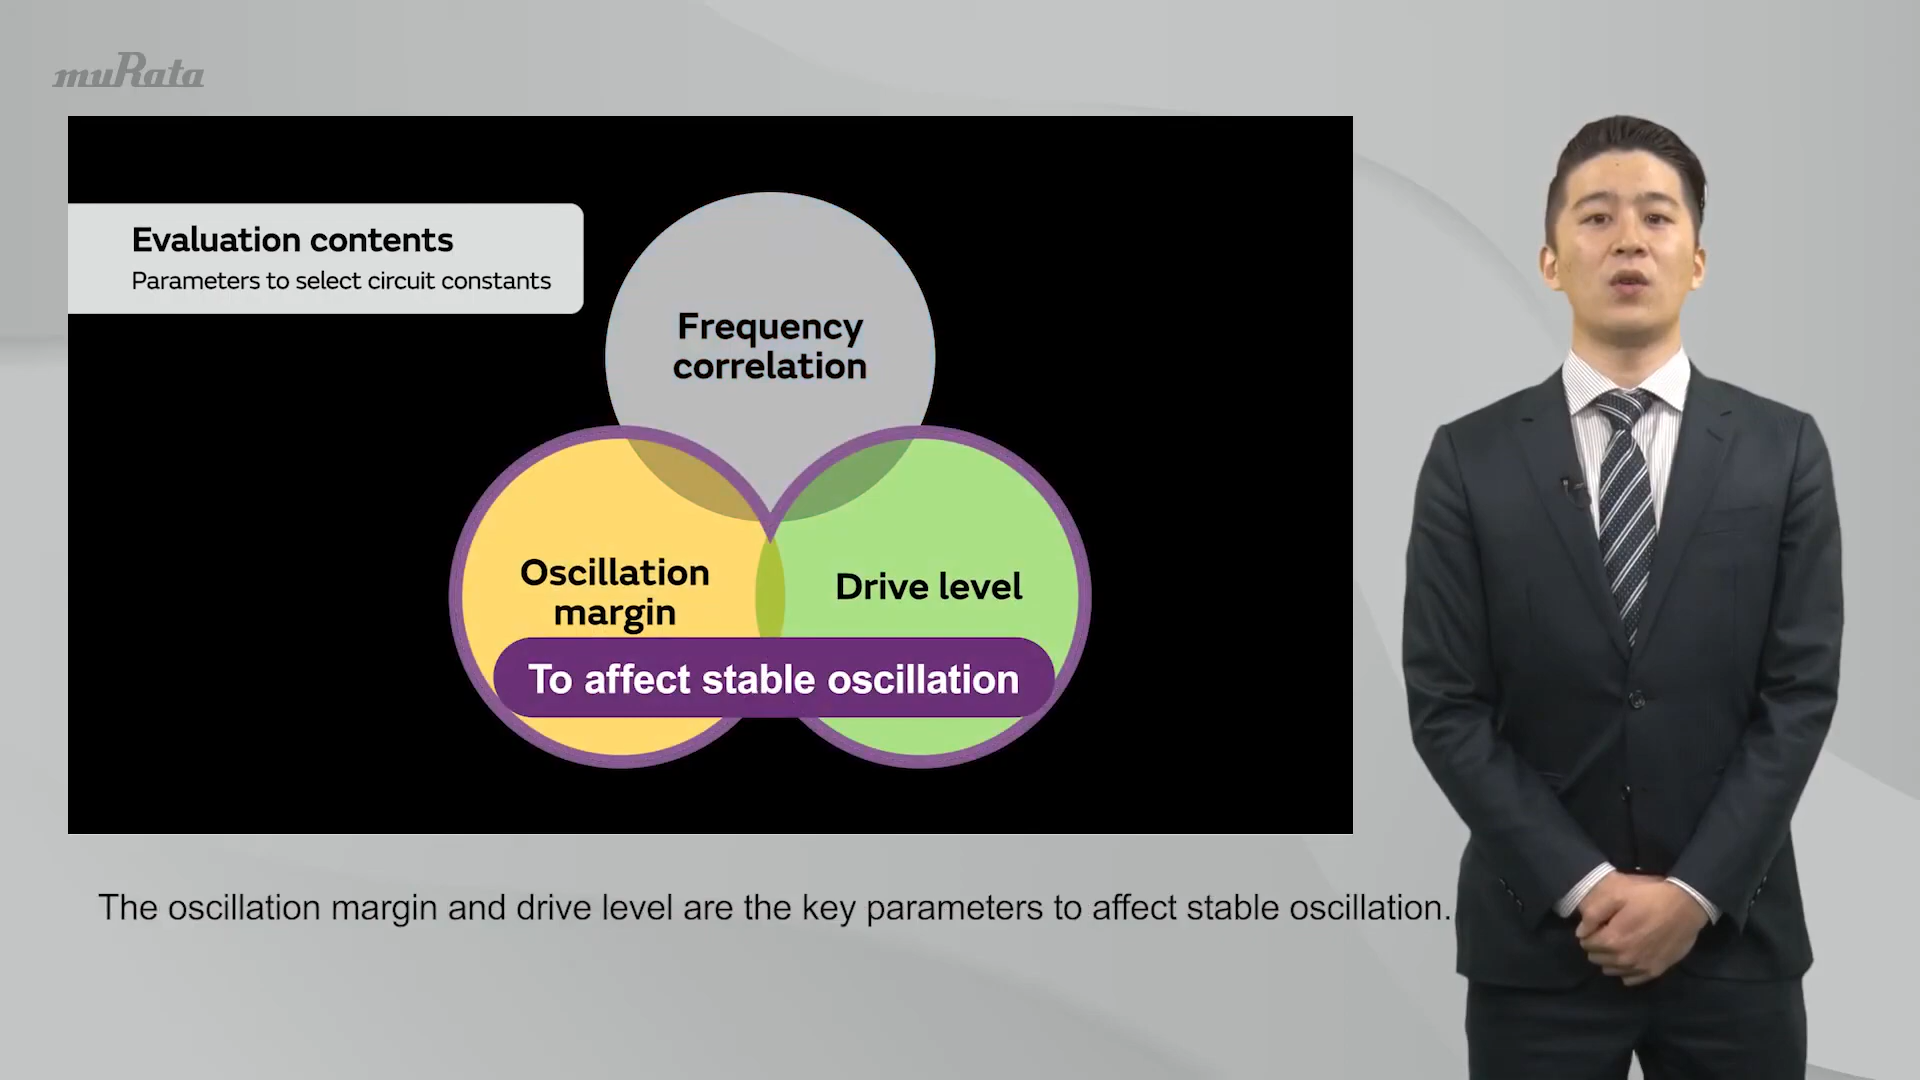 muRata
Evaluation contents
Parameters to select circuit constants
Frequency
correlation
Oscillation
margin
Drive level
To affect stable oscillation
The oscillation margin and drive level are the key parameters to affect stable oscillation.